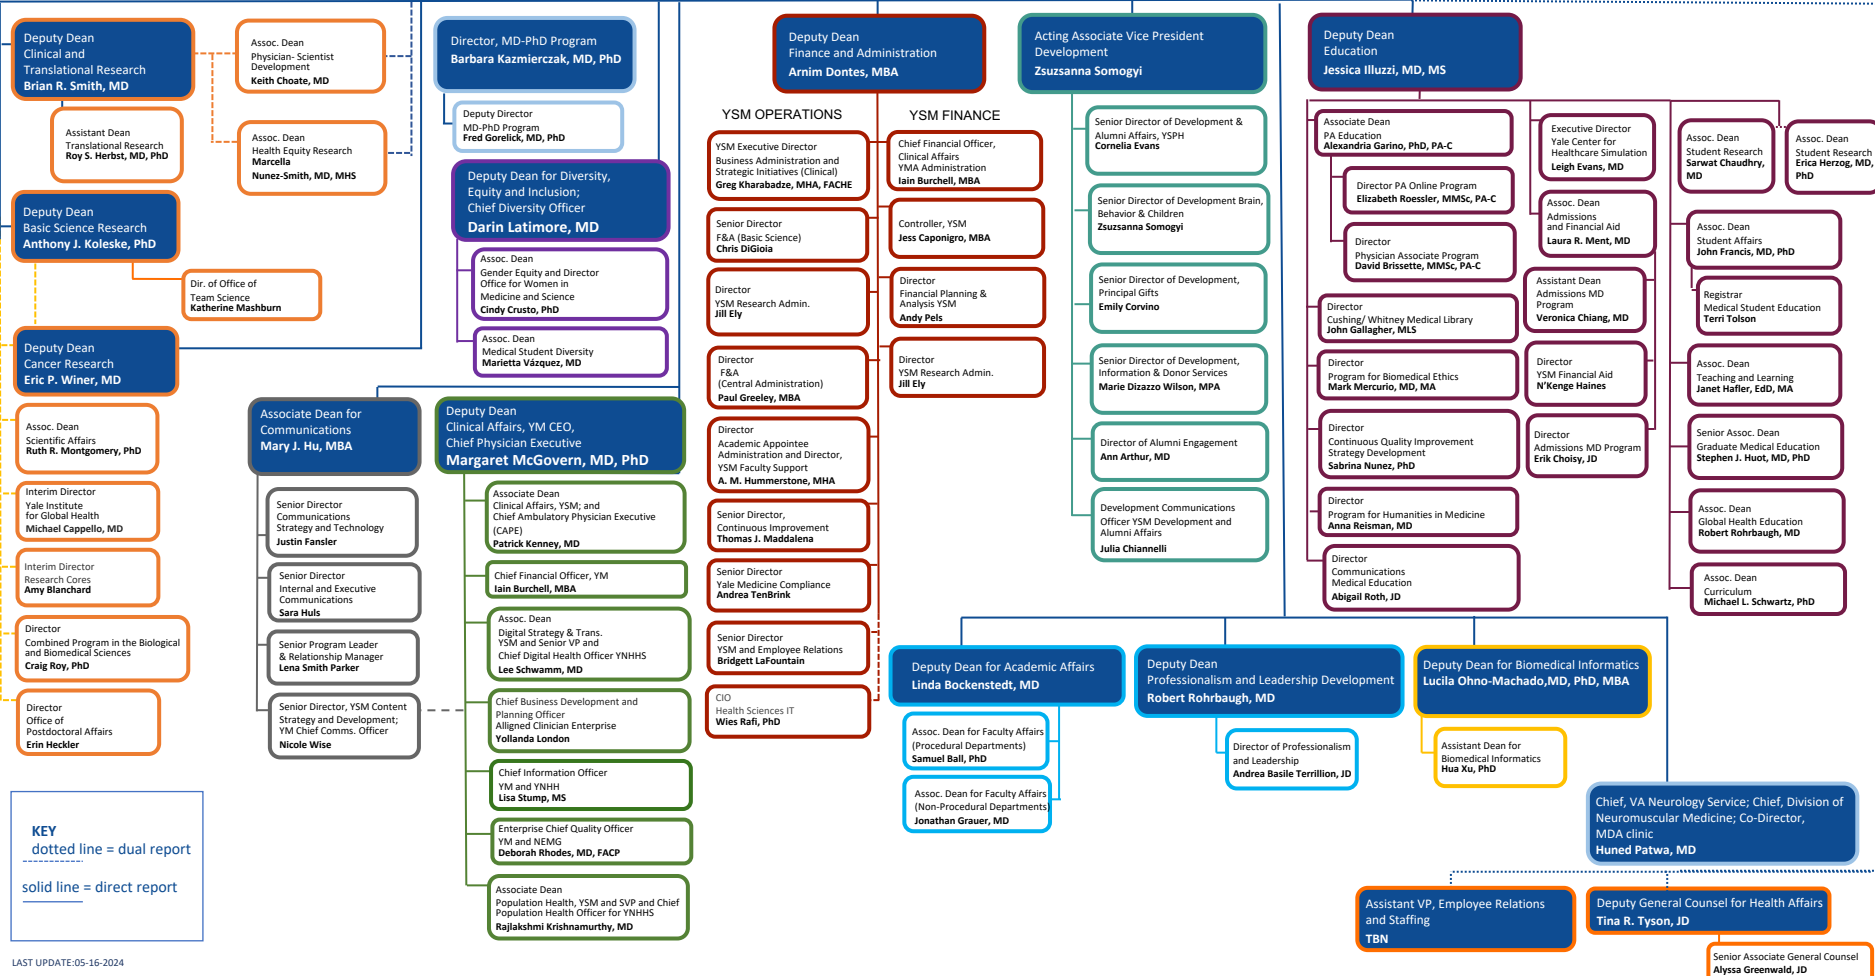 Deputy Dean
Clinical and
Translational Research
Brian R. Smith, MD
Assoc. Dean
Physician- Scientist
Development
Keith Choate, MD
Assistant Dean
Translational Research
Roy S. Herbst, MD, PhD
Assoc. Dean
Health Equity Research
Marcella
Nunez-Smith, MD, MHS
Deputy Dean
Basic Science Research
Anthony J. Koleske, PhD
Dir. of Office of
Team Science
Katherine Mashburn
Deputy Dean
Cancer Research
Eric P. Winer, MD
Assoc. Dean
Scientific Affairs
Ruth R. Montgomery, PhD
Interim Director
Yale Institute
for Global Health
Michael Cappello, MD
Interim Director
Research Cores
Amy Blanchard
Director
Combined Program in the Biological
and Biomedical Sciences
Craig Roy, PhD
Director
Office of
Postdoctoral Affairs
Erin Heckler
KEY
dotted line = dual report
solid line = direct report
LAST UPDATE:05-16-2024
Director, MD-PhD Program
Barbara Kazmierczak, MD, PhD
Deputy Director
MD-PhD Program
Fred Gorelick, MD, PhD
Deputy Dean for Diversity,
Equity and Inclusion;
Chief Diversity Officer
Darin Latimore, MD
Assoc. Dean
Gender Equity and Director
Office for Women in
Medicine and Science
Cindy Crusto, PhD
Assoc. Dean
Medical Student Diversity
Marietta Vázquez, MD
Associate Dean for
Communications
Mary J. Hu, MBA
Senior Director
Communications
Strategy and Technology
Justin Fansler
Senior Director
Internal and Executive
Communications
Sara Huls
Senior Program Leader
& Relationship Manager
Lena Smith Parker
Senior Director, YSM Content
Strategy and Development;
YM Chief Comms. Officer
Nicole Wise
Deputy Dean
Clinical Affairs, YM CEO,
Chief Physician Executive
Margaret McGovern, MD, PhD
Associate Dean
Clinical Affairs, YSM; and
Chief Ambulatory Physician Executive
(CAPE)
Patrick Kenney, MD
Chief Financial Officer, YM
Iain Burchell, MBA
Assoc. Dean
Digital Strategy & Trans.
YSM and Senior VP and
Chief Digital Health Officer YNHHS
Lee Schwamm, MD
Chief Business Development and
Planning Officer
Alligned Clinician Enterprise
Yollanda London
Chief Information Officer
YM and YNHH
Lisa Stump, MS
Enterprise Chief Quality Officer
YM and NEMG
Deborah Rhodes, MD, FACP
Associate Dean
Population Health, YSM and SVP and Chief
Population Health Officer for YNHHS
Rajlakshmi Krishnamurthy, MD
Deputy Dean
Finance and Administration
Arnim Dontes, MBA
YSM OPERATIONS
YSM Executive Director
Business Administration and
Strategic Initiatives (Clinical)
Greg Kharabadze, MHA, FACHE
Senior Director
F&A (Basic Science)
Chris DiGioia
Director
YSM Research Admin.
Jill Ely
Director
F&A
(Central Administration)
Paul Greeley, MBA
Director
Academic Appointee
Administration and Director,
YSM Faculty Support
A. M. Hummerstone, MHA
Senior Director,
Continuous Improvement
Thomas J. Maddalena
Senior Director
Yale Medicine Compliance
Andrea TenBrink
Senior Director
YSM and Employee Relations
Bridgett LaFountain
CIO
Health Sciences IT
Wies Rafi, PhD
YSM FINANCE
Chief Financial Officer,
Clinical Affairs
YMA Administration
Iain Burchell, MBA
Controller, YSM
Jess Caponigro, MBA
Director
Financial Planning &
Analysis YSM
Andy Pels
Director
YSM Research Admin.
Jill Ely
Acting Associate Vice President
Development
Zsuzsanna Somogyi
Senior Director of Development &
Alumni Affairs, YSPH
Cornelia Evans
Senior Director of Development Brain,
Behavior & Children
Zsuzsanna Somogyi
Senior Director of Development,
Principal Gifts
Emily Corvino
Senior Director of Development,
Information & Donor Services
Marie Dizazzo Wilson, MPA
Director of Alumni Engagement
Ann Arthur, MD
Development Communications
Officer YSM Development and
Alumni Affairs
Julia Chiannelli
Deputy Dean
Education
Jessica Illuzzi, MD, MS
Associate Dean
PA Education
Alexandria Garino, PhD, PA-C
Director PA Online Program
Elizabeth Roessler, MMSc, PA-C
Director
Physician Associate Program
David Brissette, MMSc, PA-C
Director
Cushing/ Whitney Medical Library
John Gallagher, MLS
Director
Program for Biomedical Ethics
Mark Mercurio, MD, MA
Director
Continuous Quality Improvement
Strategy Development
Sabrina Nunez, PhD
Director
Program for Humanities in Medicine
Anna Reisman, MD
Director
Communications
Medical Education
Abigail Roth, JD
Executive Director
Yale Center for
Healthcare Simulation
Leigh Evans, MD
Assoc. Dean
Admissions
and Financial Aid
Laura R. Ment, MD
Assistant Dean
Admissions MD
Program
Veronica Chiang, MD
Director
YSM Financial Aid
N'Kenge Haines
Director
Admissions MD Program
Erik Choisy, JD
Assoc. Dean
Student Research
Sarwat Chaudhry,
MD
Assoc. Dean
Student Research
Erica Herzog, MD,
PhD
Assoc. Dean
Student Affairs
John Francis, MD, PhD
Registrar
Medical Student Education
Terri Tolson
Assoc. Dean
Teaching and Learning
Janet Hafler, EdD, MA
Senior Assoc. Dean
Graduate Medical Education
Stephen J. Huot, MD, PhD
Assoc. Dean
Global Health Education
Robert Rohrbaugh, MD
Assoc. Dean
Curriculum
Michael L. Schwartz, PhD
Deputy Dean for Academic Affairs
Linda Bockenstedt, MD
Assoc. Dean for Faculty Affairs
(Procedural Departments)
Samuel Ball, PhD
Assoc. Dean for Faculty Affairs
(Non-Procedural Departments)
Jonathan Grauer, MD
Deputy Dean
Professionalism and Leadership Development
Robert Rohrbaugh, MD
Director of Professionalism
and Leadership
Andrea Basile Terrillion, JD
Deputy Dean for Biomedical Informatics
Lucila Ohno-Machado,MD, PhD, MBA
Assistant Dean for
Biomedical Informatics
Hua Xu, PhD
Chief, VA Neurology Service; Chief, Division of
Neuromuscular Medicine; Co-Director,
MDA clinic
Huned Patwa, MD
Assistant VP, Employee Relations
and Staffing
TBN
Deputy General Counsel for Health Affairs
Tina R. Tyson, JD
Senior Associate General Counsel
Alyssa Greenwald, JD